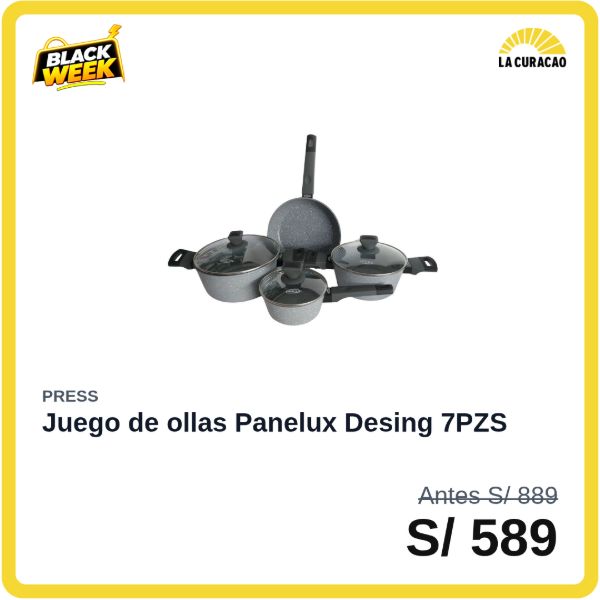 BLACK
WEEK
LA CURACAO
PRESS
Juego de ollas Panelux Desing 7PZS
Antes S/ 889
S/ 589